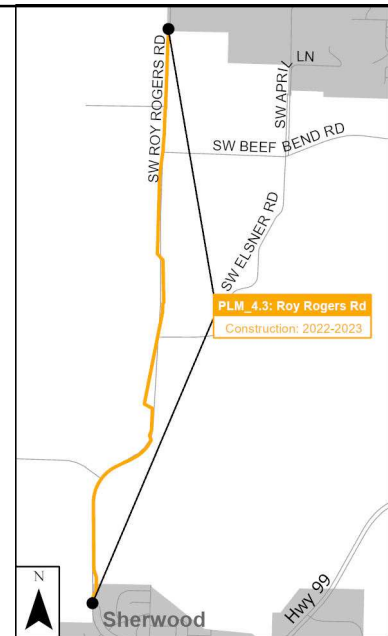 SW ROY ROGERS RD
LN
SW APRIL
SW BEEF BEND RD
SW ELSNER RD
PLM_4.3: Roy Rogers Rd
Construction: 2022-2023
N
Sherwood
Hwy 99